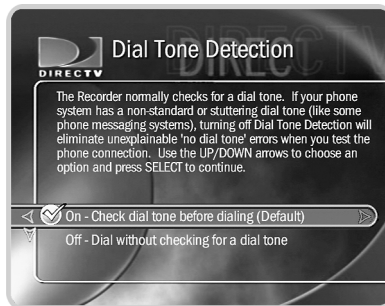 DIRECTV
Dial Tone Detection
The Recorder normally checks for a dial tone. If your phone
system has a non-standard or stuttering dial tone (like some
phone messaging systems), turning off Dial Tone Detection will
eliminate unexplainable 'no dial tone' errors when you test the
phone connection. Use the UP/DOWN arrows to choose an
option and press SELECT to continue.
On - Check dial tone before dialing (Default)
Off - Dial without checking for a dial tone